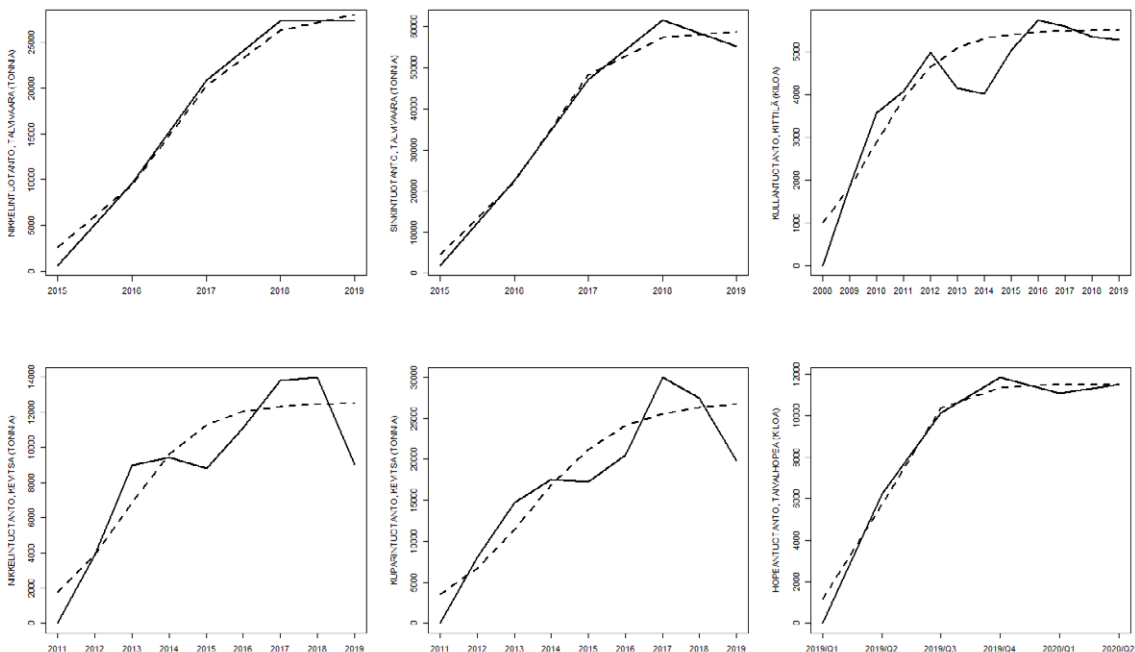 NIKKELINTUOTANTO, TALVIVAARA (TONNIA)
0 5000 10000 15000 20000 25000
2015 2016 2017 2018 2019
SINKINTUOTANTO, TALVIVAARA (TONNIA)
0 10000 20000 30000 40000 50000 60000
2015 2016 2017 2018 2019
KULLANTUOTANTO, KITTILÄ (KILOA)
0 1000 2000 3000 4000 5000
2008 2009 2010 2011 2012 2013 2014 2015 2016 2017 2018 2019
NIKKELINTUOTANTO, KEVITSA (TONNIA)
0 2000 4000 6000 8000 10000 12000 14000
2011 2012 2013 2014 2015 2016 2017 2018 2019
KUPARINTUOTANTO, KEVITSA (TONNIA)
0 5000 10000 15000 20000 25000 30000
2011 2012 2013 2014 2015 2016 2017 2018 2019
HOPEANTUOTANTO, TAIVALHOPEA (KILOA)
0 2000 4000 6000 8000 10000 12000
2019/Q1 2019/Q2 2019/Q3 2019/Q4 2020/Q1 2020/Q2